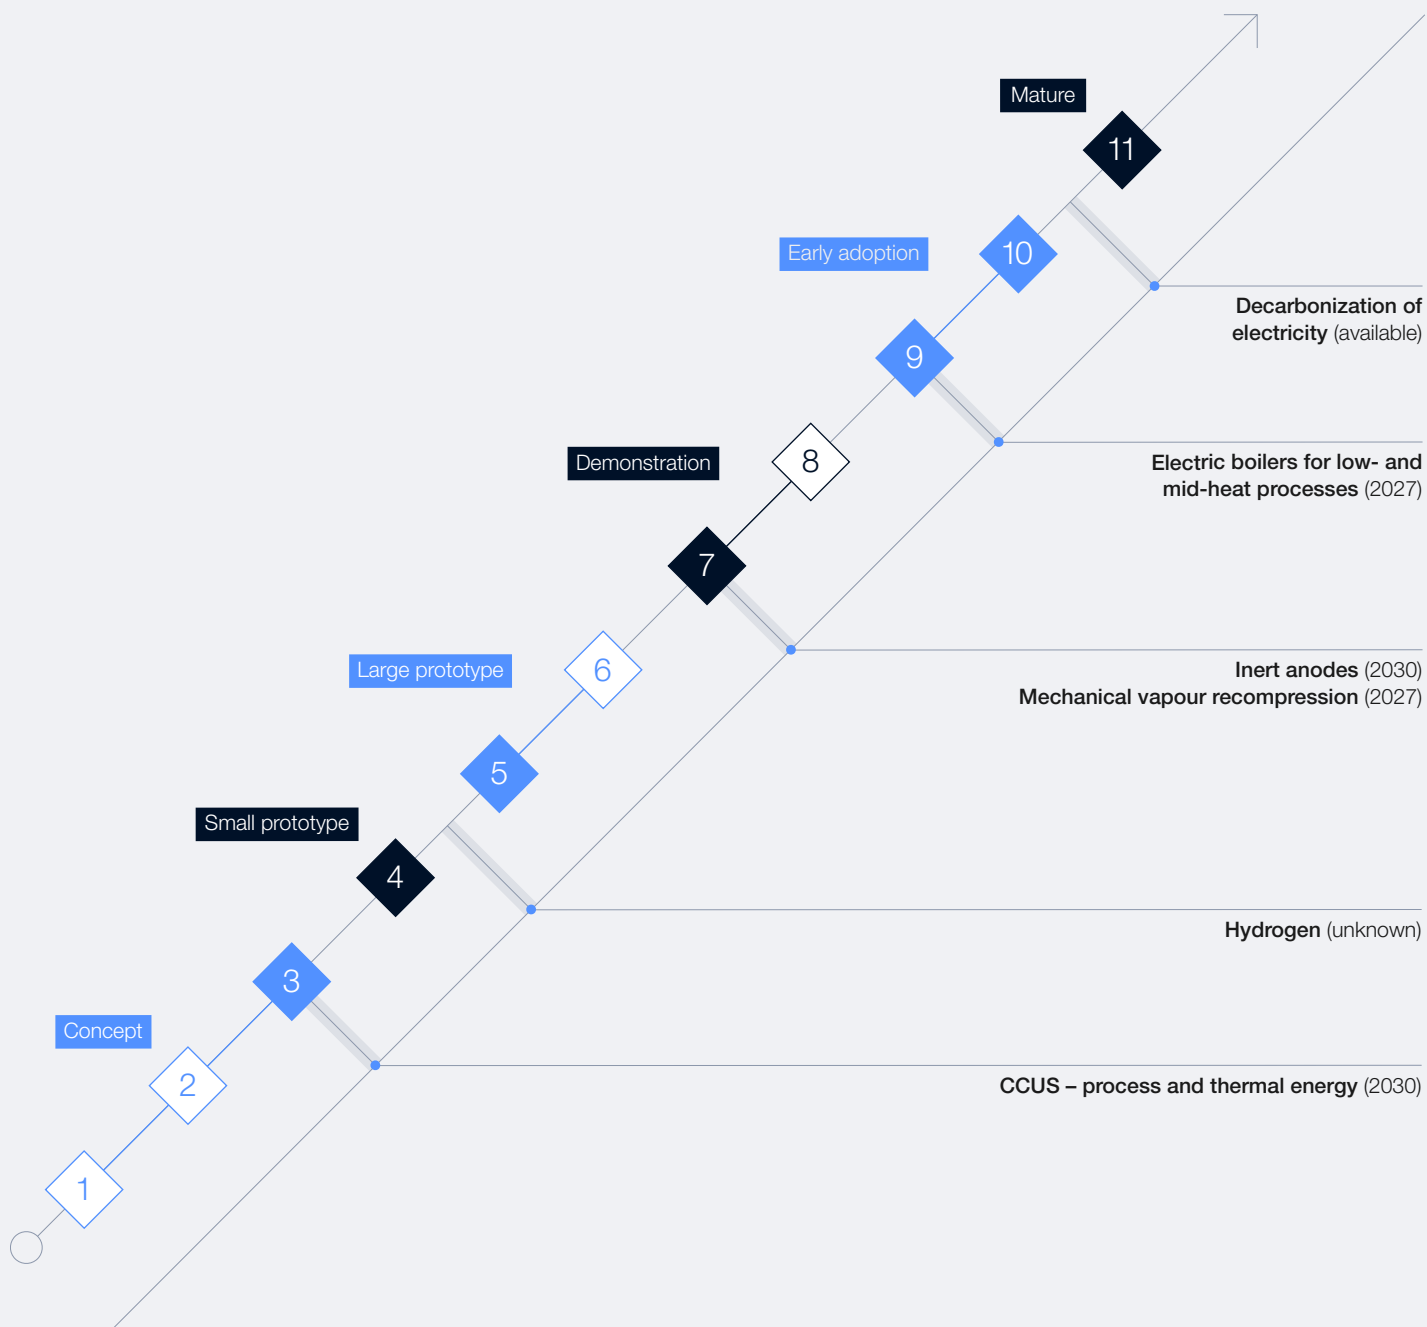 Mature
11
Early adoption
10
Decarbonization of
electricity (available)
9
Demonstration
8
Electric boilers for low- and
mid-heat processes (2027)
7
Large prototype
6
Inert anodes (2030)
Mechanical vapour recompression (2027)
5
Small prototype
4
Hydrogen (unknown)
3
Concept
2
CCUS – process and thermal energy (2030)
1